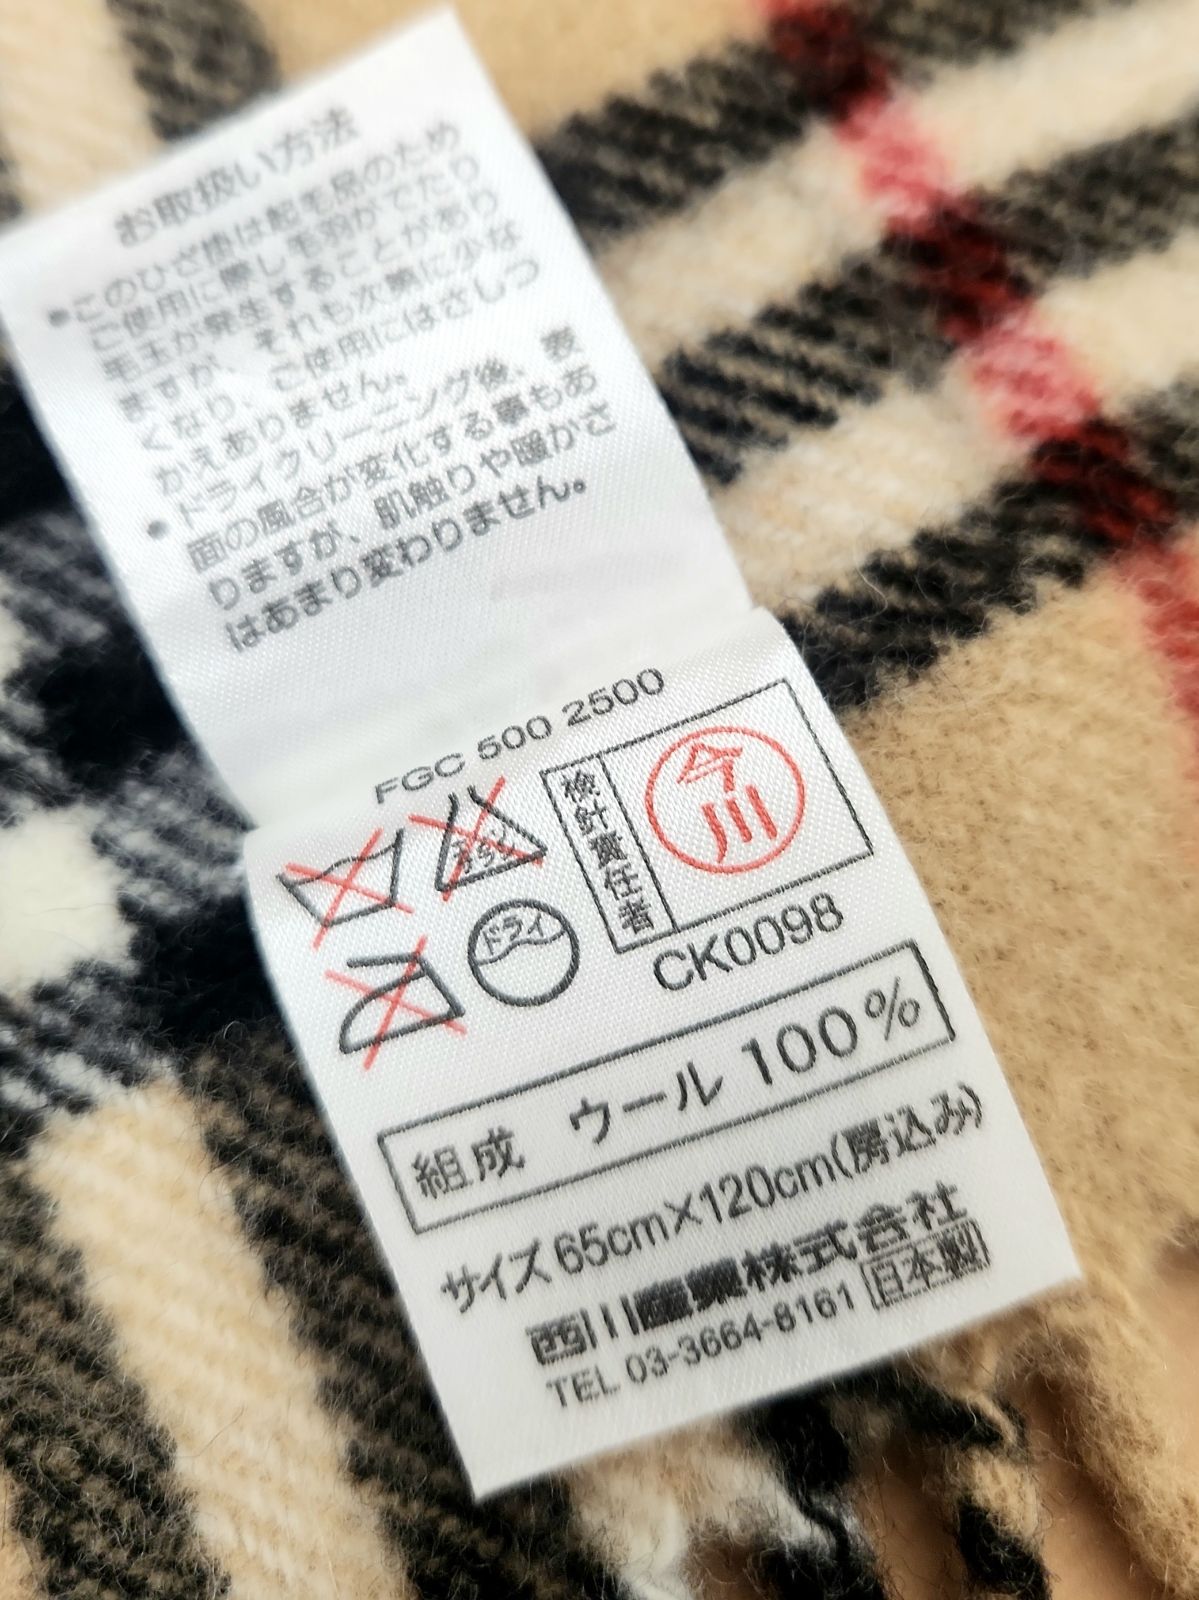 お取扱い方法
●このひざ掛は起毛品のため
ご使用に際し毛羽がでたり
毛玉が発生することがあり
ますが、それも次第に少な
くなり、ご使用にはさしつ
かえありません。
●ドライクリーニング後、表
面の風合が変化する事もあ
りますが、肌触りや暖かさ
はあまり変わりません。
FGC 500 2500
エンソサラシ
ドライ
検針責任者
今川
CK0098
組成 ウール 100%
サイズ 65cm×120cm(房込み)
西川産業株式会社
TEL 03-3664-8161 日本製